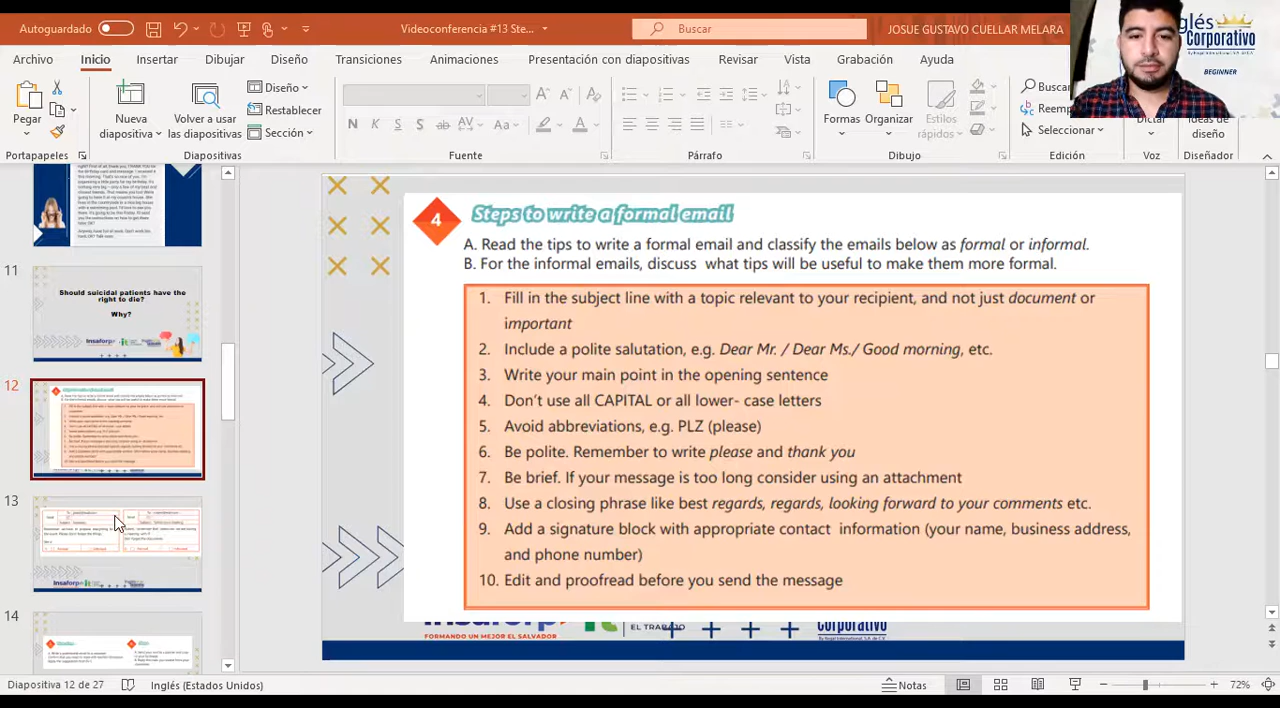 Autoguardado
Videoconferencia #13 Ste...
Buscar
JOSUE GUSTAVO CUELLAR MELARA
Inglés
Corporativo
BEGINNER
Archivo Inicio Insertar Dibujar Diseño Transiciones Animaciones Presentación con diapositivas Revisar Vista Grabación Ayuda
Pegar
Nueva
diapositiva
Volver a usar
las diapositivas
Diseño
Restablecer
Sección
Formas
Organizar
Estilos
rápidos
Buscar
Reemp
Seleccionar
Dictar
Ideas de
diseño
Portapapeles Diapositivas Fuente Párrafo Dibujo Edición Voz Diseñador
11
Should suicidal patients have the
right to die?
Why?
12
13
14
4 Steps to write a formal email
A. Read the tips to write a formal email and classify the emails below as formal or informal.
B. For the informal emails, discuss what tips will be useful to make them more formal.
1. Fill in the subject line with a topic relevant to your recipient, and not just document or
important
2. Include a polite salutation, e.g. Dear Mr. / Dear Ms./ Good morning, etc.
3. Write your main point in the opening sentence
4. Don't use all CAPITAL or all lower- case letters
5. Avoid abbreviations, e.g. PLZ (please)
6. Be polite. Remember to write please and thank you
7. Be brief. If your message is too long consider using an attachment
8. Use a closing phrase like best regards, regards, looking forward to your comments etc.
9. Add a signature block with appropriate contact information (your name, business address,
and phone number)
10. Edit and proofread before you send the message
EL TRABAJO
Corporativo
FORMANDO UN MEJOR EL SALVADOR
Diapositiva 12 de 27
Inglés (Estados Unidos)
Notas
72%